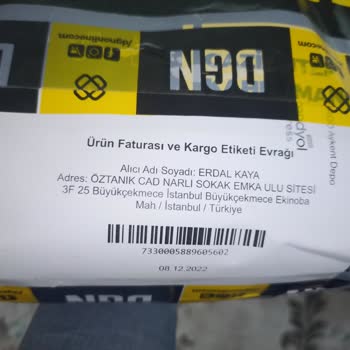 /dgnonlinecom
DGN
Ürün Faturası ve Kargo Etiketi Evrağı
Alıcı Adı Soyadı: ERDAL KAYA
Adres: ÖZTANIK CAD NARLI SOKAK EMKA ULU SİTESİ
3F 25 Büyükçekmece İstanbul Büyükçekmece Ekinoba
Mah / İstanbul / Türkiye
7330005889605602
08.12.2022
DGN